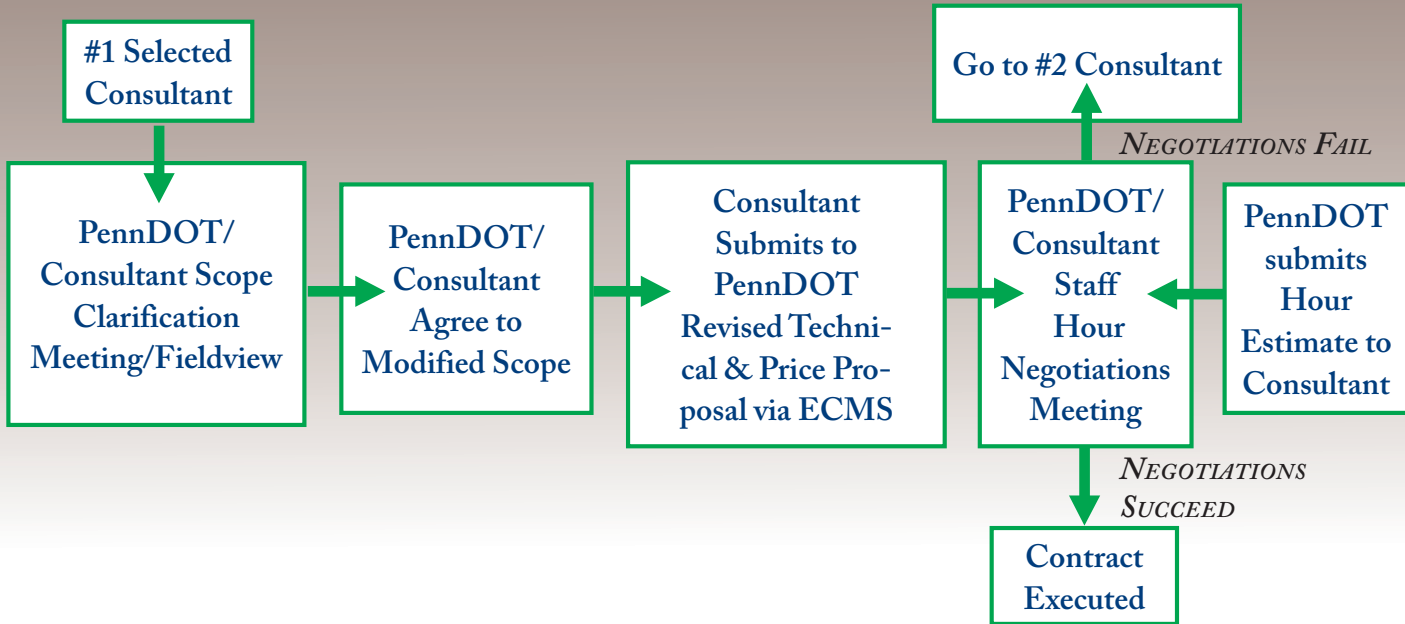 #1 Selected
Consultant
Go to #2 Consultant
NEGOTIATIONS FAIL
PennDOT/
Consultant Scope
Clarification
Meeting/Fieldview
PennDOT/
Consultant
Agree to
Modified Scope
Consultant
Submits to
PennDOT
Revised Techni-
cal & Price Pro-
posal via ECMS
PennDOT/
Consultant
Staff
Hour
Negotiations
Meeting
PennDOT
submits
Hour
Estimate to
Consultant
NEGOTIATIONS
SUCCEED
Contract
Executed